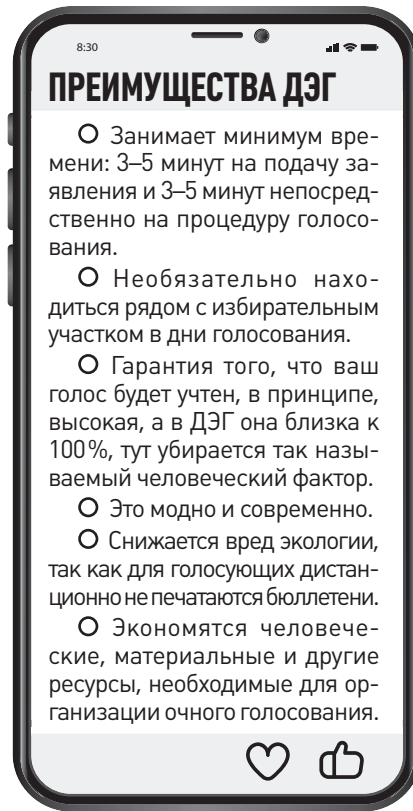 8:30
ПРЕИМУЩЕСТВА ДЭГ
Занимает минимум вре-
мени: 3–5 минут на подачу за-
явления и 3–5 минут непосред-
ственно на процедуру голосо-
вания.
Необязательно нахо-
диться рядом с избирательным
участком в дни голосования.
Гарантия того, что ваш
голос будет учтен, в принципе,
высокая, а в ДЭГ она близка к
100%, тут убирается так назы-
ваемый человеческий фактор.
Это модно и современно.
Снижается вред экологии,
так как для голосующих дистан-
ционно не печатаются бюллетени.
Экономятся человече-
ские, материальные и другие
ресурсы, необходимые для ор-
ганизации очного голосования.